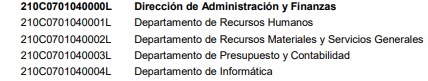 210C0701040000L Dirección de Administración y Finanzas
210C0701040001L Departamento de Recursos Humanos
210C0701040002L Departamento de Recursos Materiales y Servicios Generales
210C0701040003L Departamento de Presupuesto y Contabilidad
210C0701040004L Departamento de Informática